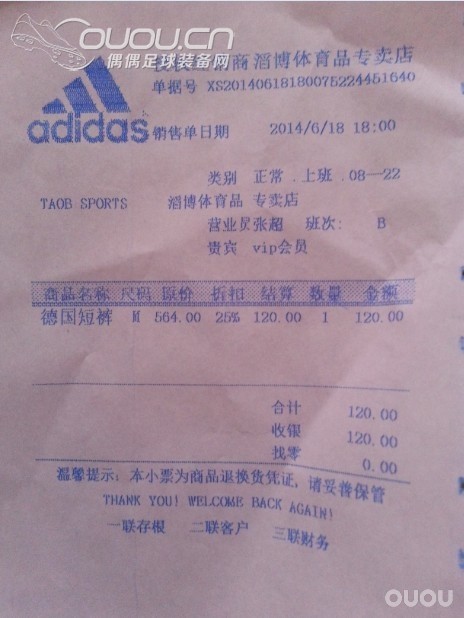 OUOU.CN
偶偶足球装备网
销商滔博体育品专卖店
单据号 XS20140618180075224451640
adidas
销售单日期 2014/6/18 18:00
类别 正常.上班.08—22
TAOB SPORTS 滔博体育品 专卖店
营业员张超 班次: B
贵宾 vip会员
商品名称 尺码 原价 折扣 结算 数量 金额
德国短裤 M 564.00 25% 120.00 1 120.00
合计 120.00
收银 120.00
找零 0.00
温馨提示: 本小票为商品退换货凭证, 请妥善保管
THANK YOU! WELCOME BACK AGAIN!
一联存根 二联客户 三联财务
OUOU